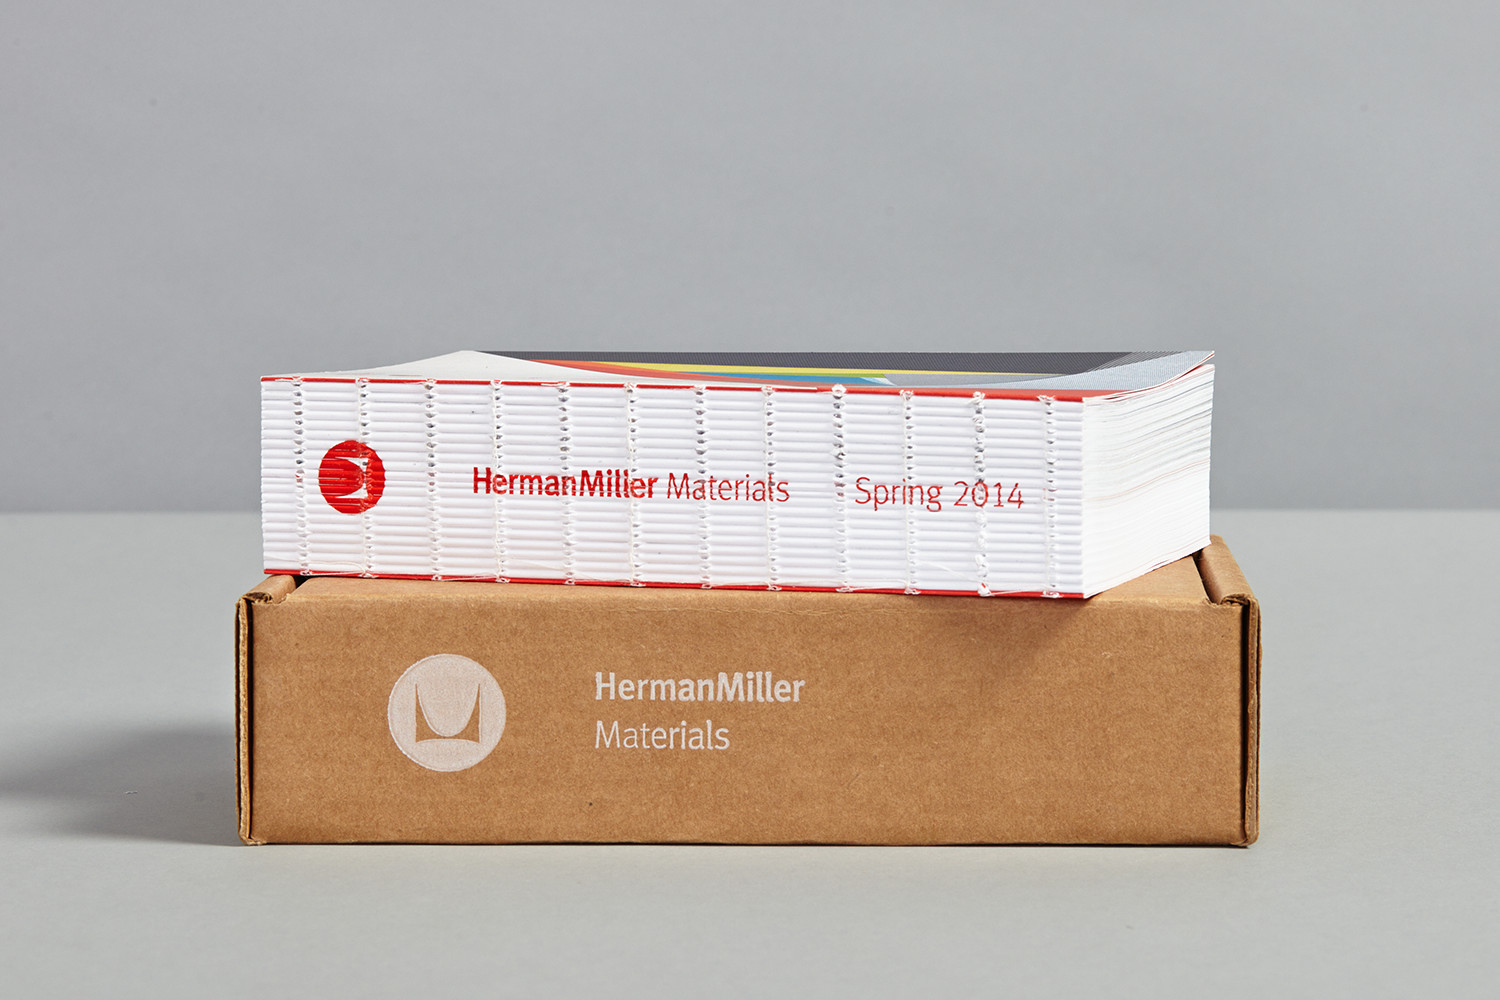 HermanMiller Materials Spring 2014
HermanMiller
Materials